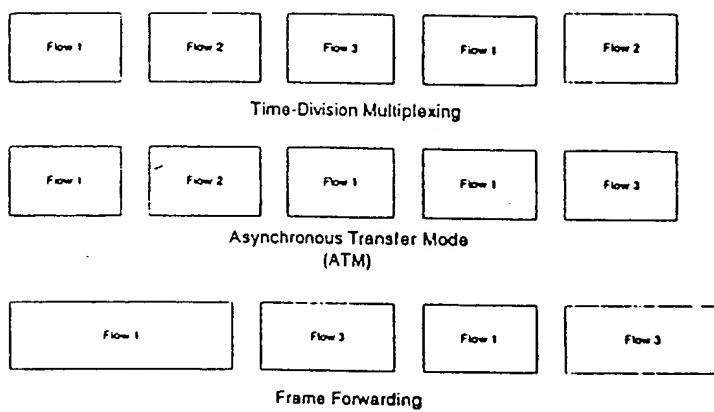 Flow 1 Flow 2 Flow 3 Flow 1 Flow 2
Time-Division Multiplexing
Flow 1 Flow 2 Flow 1 Flow 1 Flow 3
Asynchronous Transfer Mode
(ATM)
Flow 1 Flow 3 Flow 1 Flow 3
Frame Forwarding